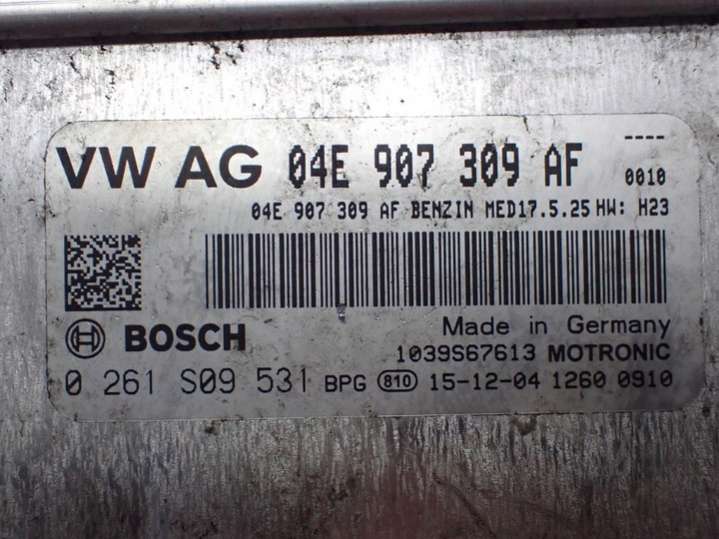 ----
VW AG 04E 907 309 AF 0010
04E 907 309 AF BENZIN MED17.5.25 HW: H23
BOSCH
Made in Germany
1039S67613 MOTRONIC
0 261 S09 531 BPG 810 15-12-04 1260 0910